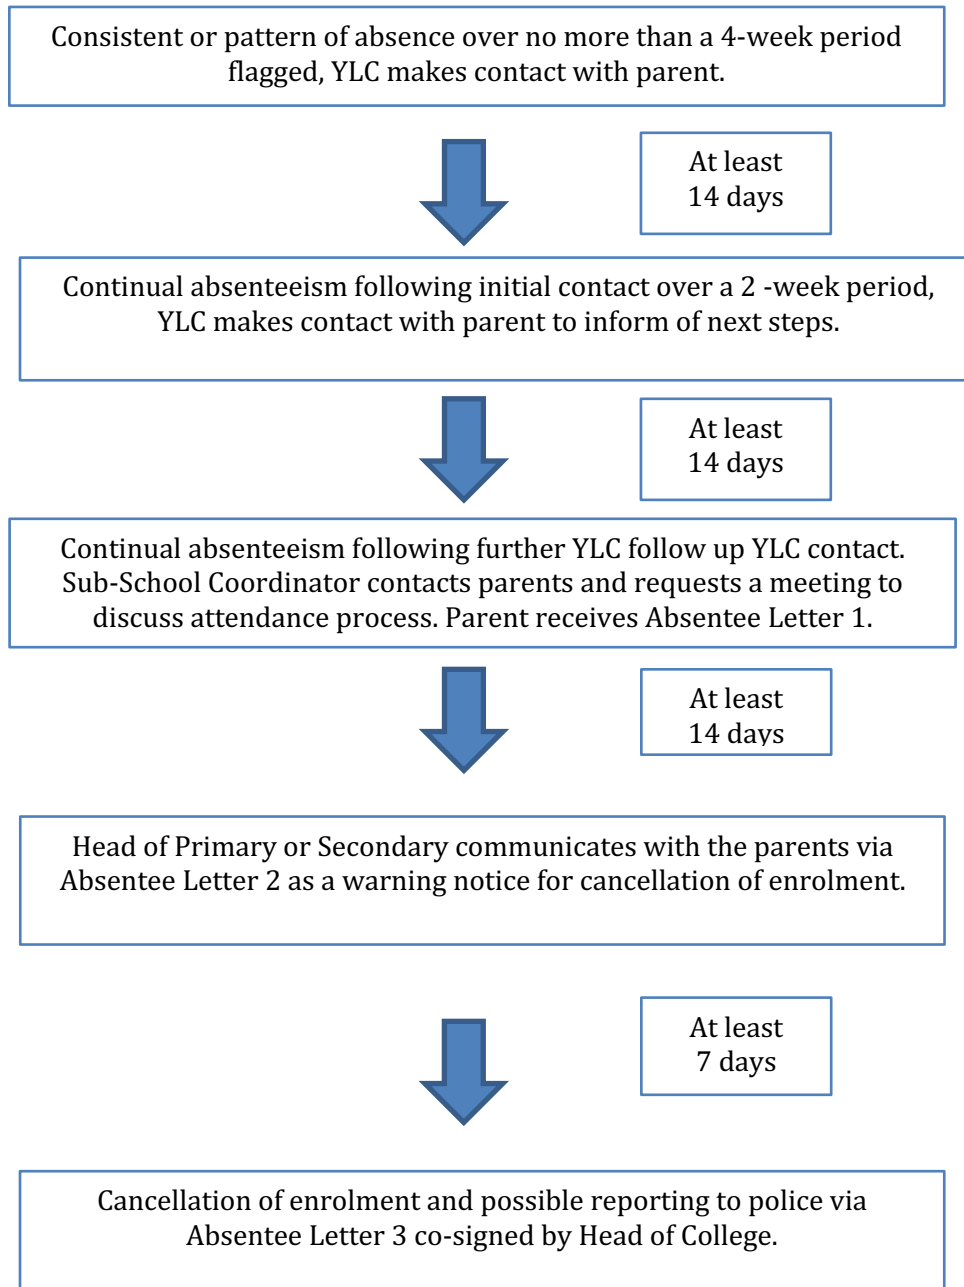 Consistent or pattern of absence over no more than a 4-week period
flagged, YLC makes contact with parent.
At least
14 days
Continual absenteeism following initial contact over a 2 -week period,
YLC makes contact with parent to inform of next steps.
At least
14 days
Continual absenteeism following further YLC follow up YLC contact.
Sub-School Coordinator contacts parents and requests a meeting to
discuss attendance process. Parent receives Absentee Letter 1.
At least
14 days
Head of Primary or Secondary communicates with the parents via
Absentee Letter 2 as a warning notice for cancellation of enrolment.
At least
7 days
Cancellation of enrolment and possible reporting to police via
Absentee Letter 3 co-signed by Head of College.